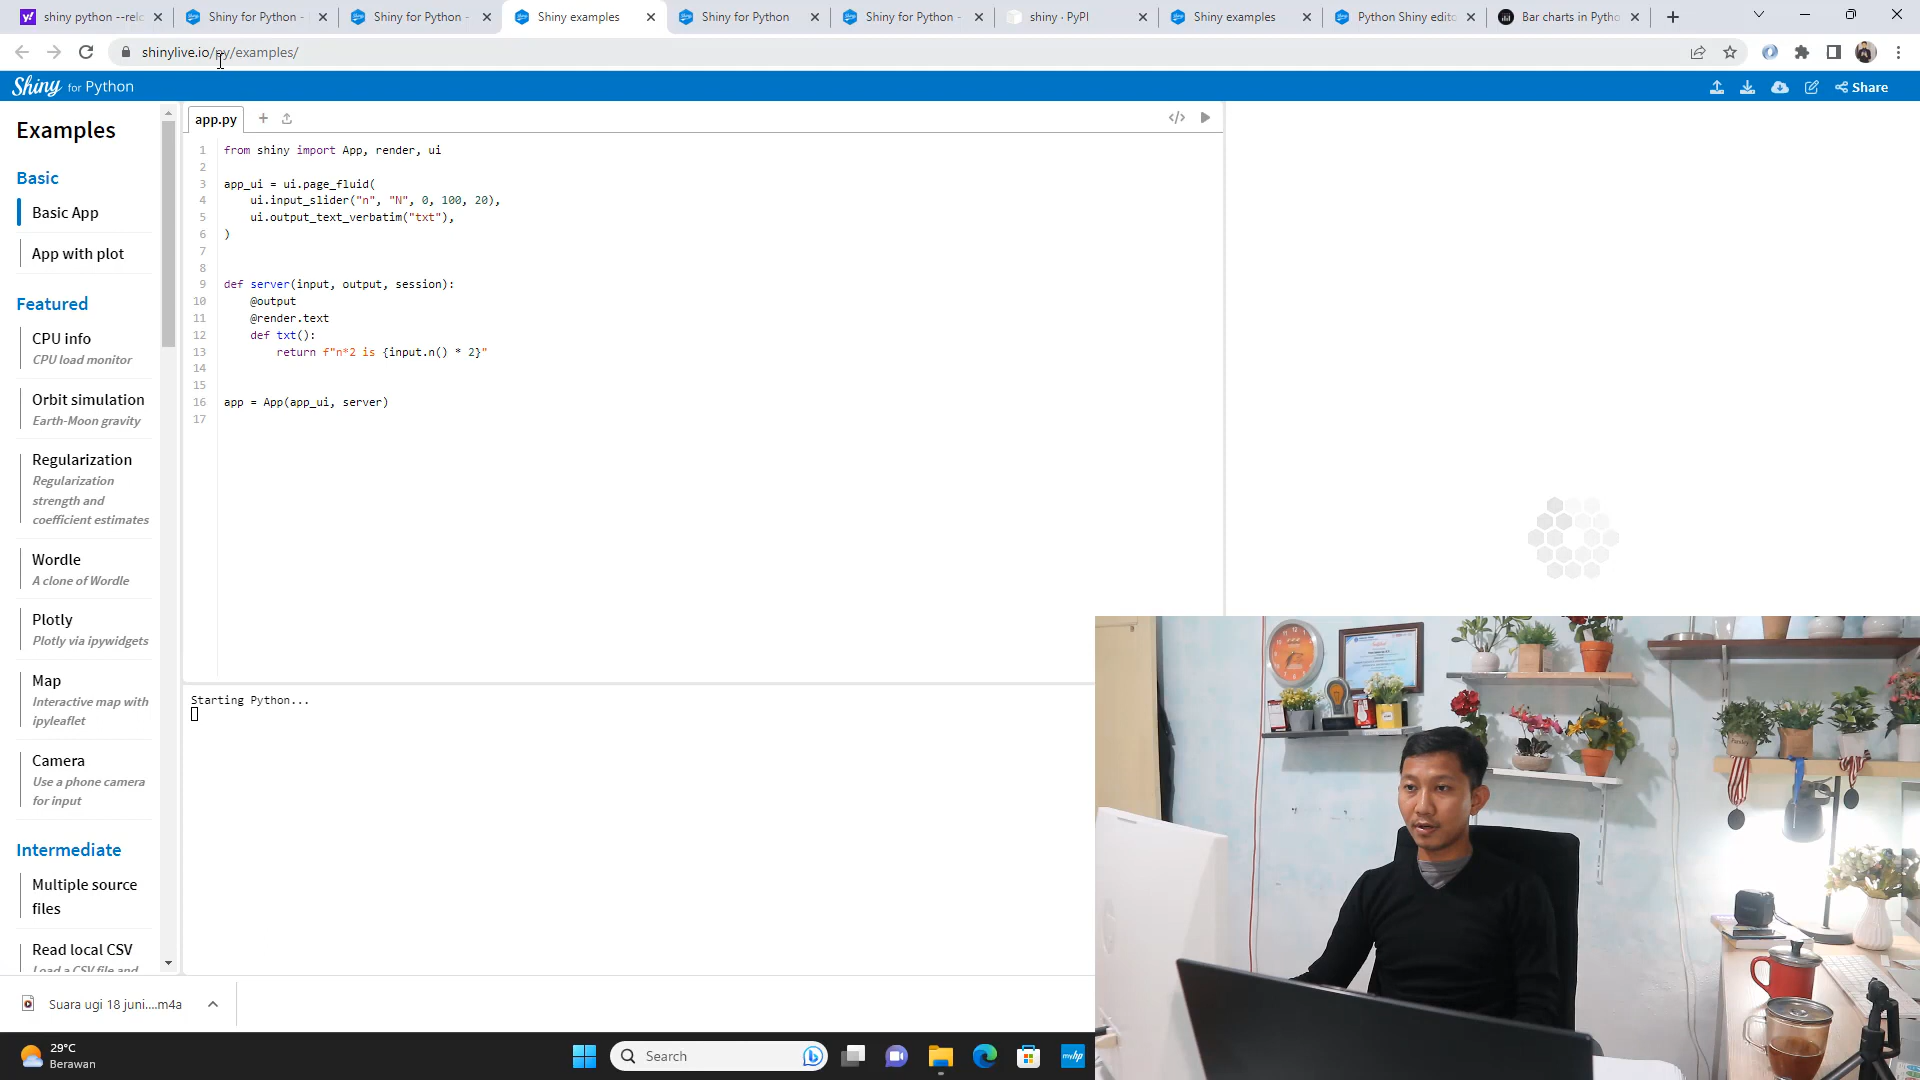 shiny python --relo
Shiny for Python -
Shiny for Python -
Shiny examples
Shiny for Python
Shiny for Python -
shiny · PyPI
Shiny examples
Python Shiny edito
Bar charts in Pytho
shinylive.io/py/examples/
Shiny for Python
Share
Examples
Basic
Basic App
App with plot
Featured
CPU info
CPU load monitor
Orbit simulation
Earth-Moon gravity
Regularization
Regularization
strength and
coefficient estimates
Wordle
A clone of Wordle
Plotly
Plotly via ipywidgets
Map
Interactive map with
ipyleaflet
Camera
Use a phone camera
for input
Intermediate
Multiple source
files
Read local CSV
Load a CSV file and
app.py
1 from shiny import App, render, ui
2
3 app_ui = ui.page_fluid(
4     ui.input_slider("n", "N", 0, 100, 20),
5     ui.output_text_verbatim("txt"),
6 )
7
8
9 def server(input, output, session):
10     @output
11     @render.text
12     def txt():
13         return f"n*2 is {input.n() * 2}"
14
15
16 app = App(app_ui, server)
17
Starting Python...
Suara ugi 18 juni....m4a
29°C
Berawan
Search
myhp